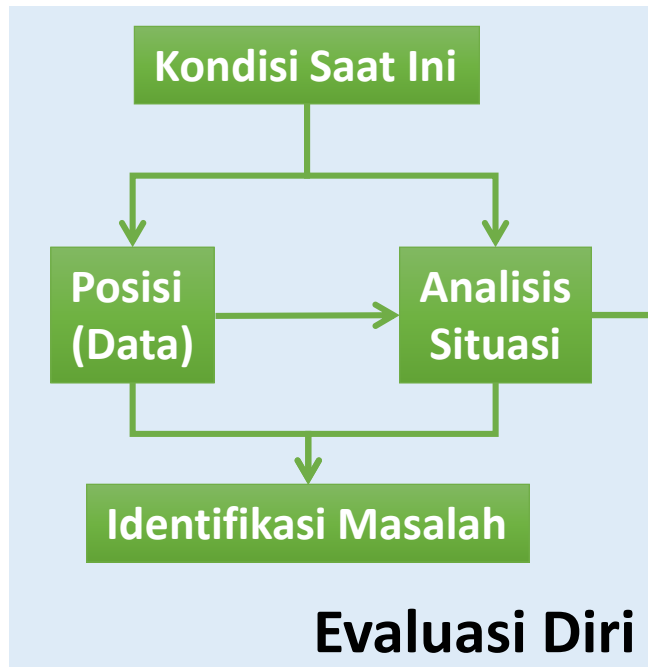 Kondisi Saat Ini
Posisi
(Data)
Analisis
Situasi
Identifikasi Masalah
Evaluasi Diri